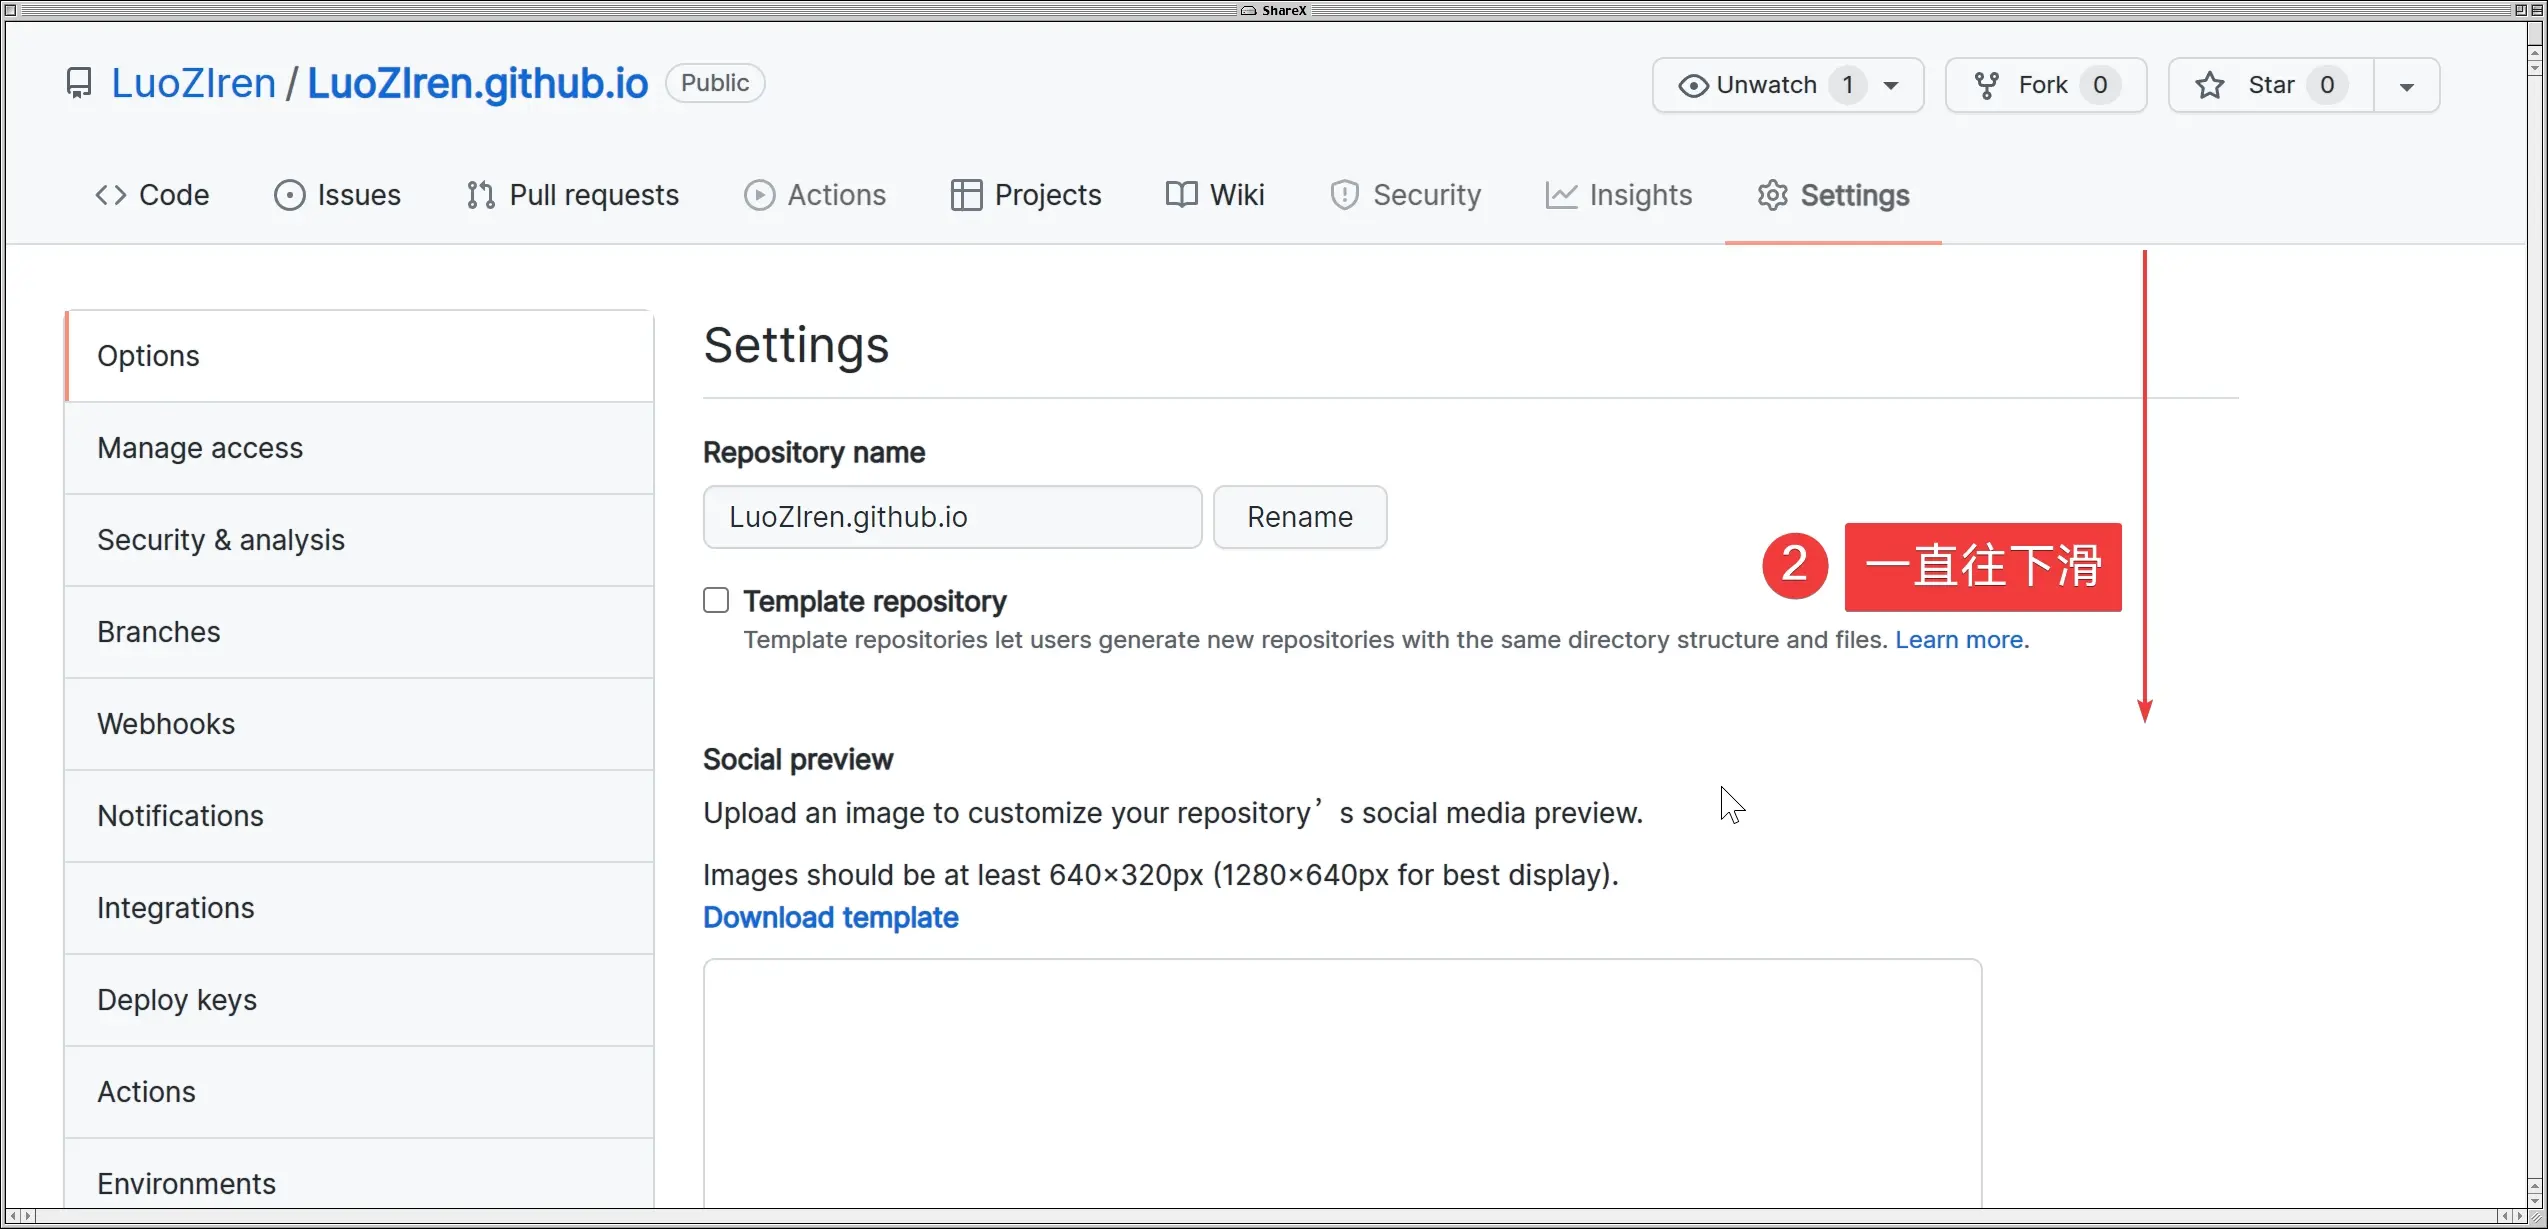 ShareX
LuoZIren / LuoZIren.github.io Public
Unwatch 1 Fork 0 Star 0
Code Issues Pull requests Actions Projects Wiki Security Insights Settings
Options
Manage access
Security & analysis
Branches
Webhooks
Notifications
Integrations
Deploy keys
Actions
Environments
Settings
Repository name
LuoZIren.github.io Rename
2 一直往下滑
Template repository
Template repositories let users generate new repositories with the same directory structure and files. Learn more.
Social preview
Upload an image to customize your repository’s social media preview.
Images should be at least 640×320px (1280×640px for best display).
Download template